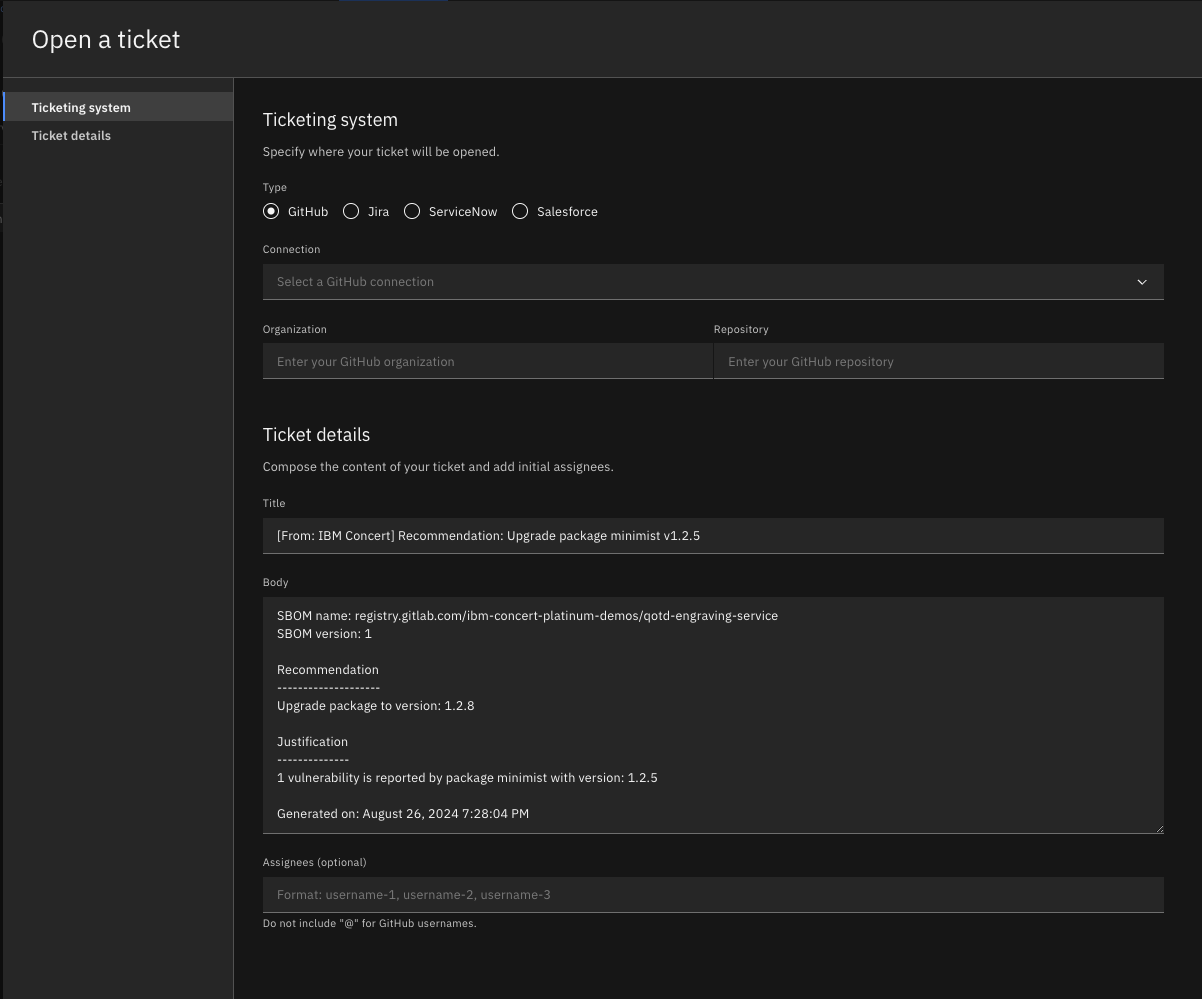 Open a ticket
Ticketing system
Ticket details
Ticketing system
Specify where your ticket will be opened.
Type
GitHub Jira ServiceNow Salesforce
Connection
Select a GitHub connection
Organization Repository
Enter your GitHub organization Enter your GitHub repository
Ticket details
Compose the content of your ticket and add initial assignees.
Title
[From: IBM Concert] Recommendation: Upgrade package minimist v1.2.5
Body
SBOM name: registry.gitlab.com/ibm-concert-platinum-demos/qotd-engraving-service
SBOM version: 1
Recommendation
--------------------
Upgrade package to version: 1.2.8
Justification
--------------
1 vulnerability is reported by package minimist with version: 1.2.5
Generated on: August 26, 2024 7:28:04 PM
Assignees (optional)
Format: username-1, username-2, username-3
Do not include "@" for GitHub usernames.